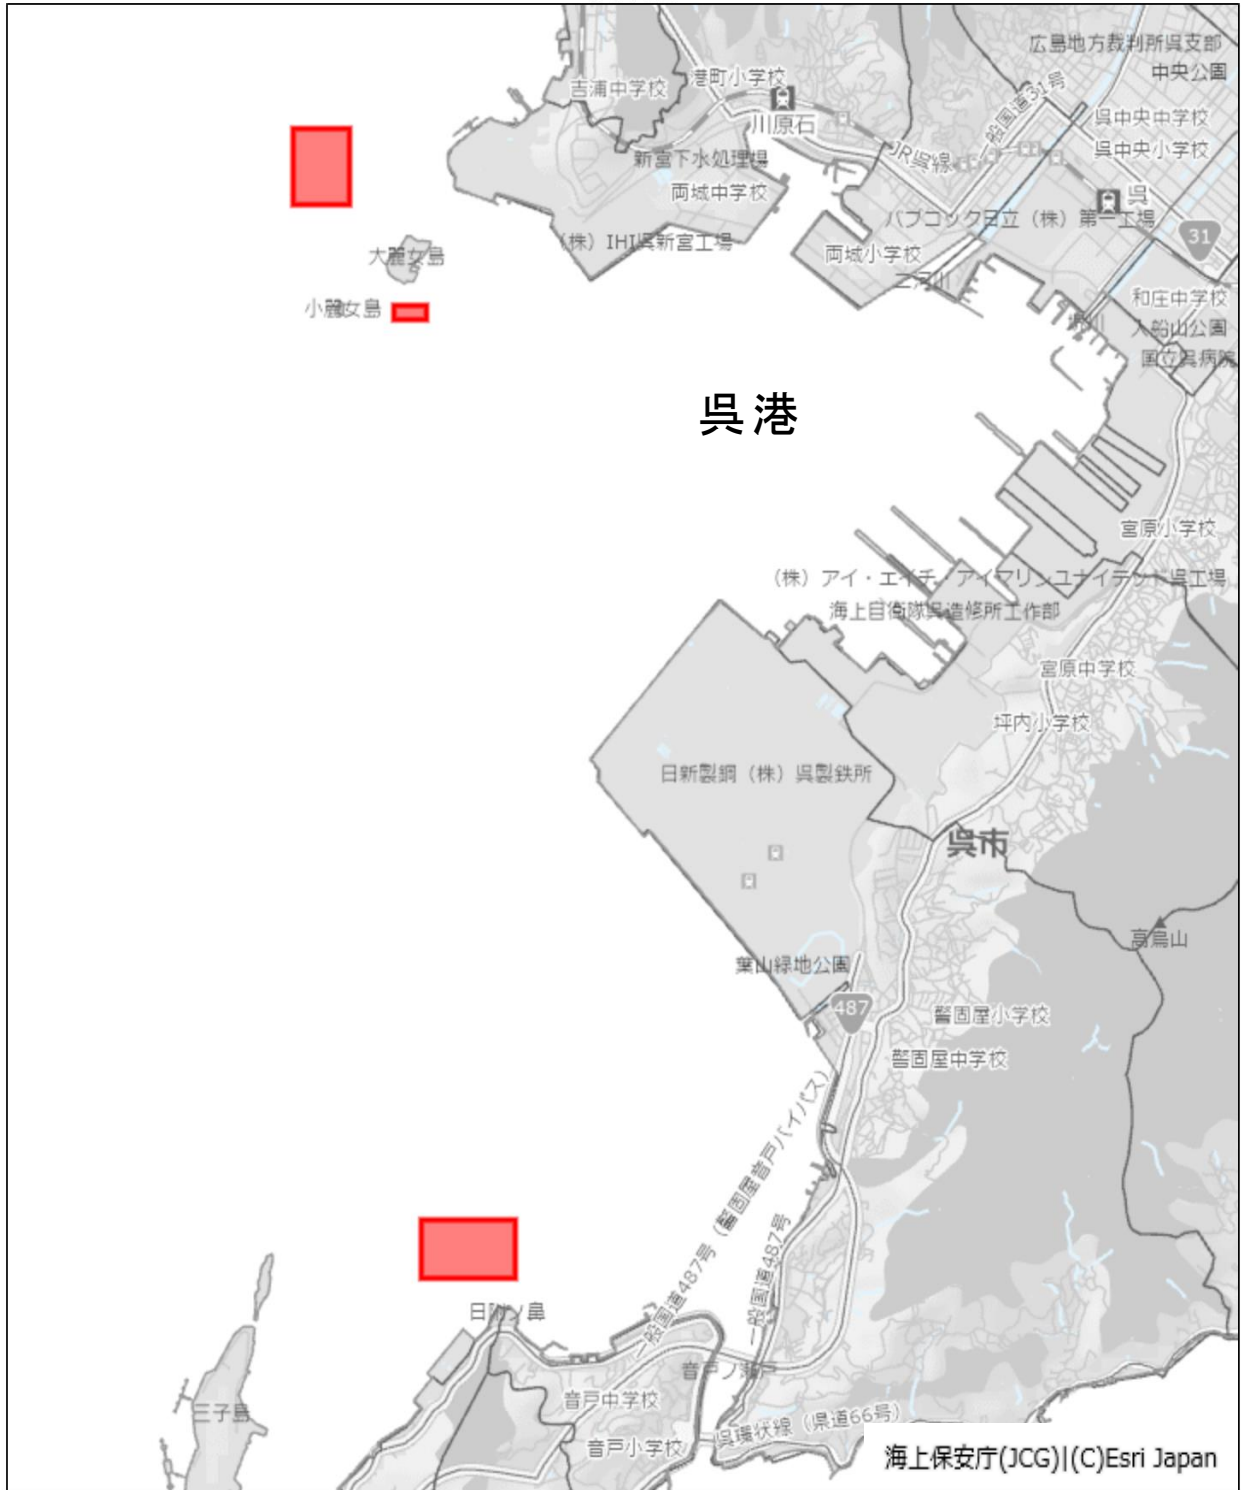 広島地方裁判所呉支部
中央公園
港町小学校
吉浦中学校
川原石
一般国道31号
呉中央中学校
新宮下水処理場
JR呉線
呉中央小学校
両城中学校
呉
バブコック日立（株）第一工場
31
（株）IHI呉新宮工場
両城小学校
大麗女島
二河川
和庄中学校
小麗女島
堺川
入船山公園
国立呉病院
呉港
宮原小学校
（株）アイ・エイチ・アイマリンユナイテッド呉工場
海上自衛隊呉造修所工作部
宮原中学校
坪内小学校
日新製鋼（株）呉製鉄所
呉市
高烏山
葉山緑地公園
487
警固屋小学校
警固屋中学校
一般国道487号（警固屋音戸バイパス）
一般国道487号
日附ノ鼻
音戸ノ瀬戸
音戸中学校
三子島
呉環状線（県道66号）
音戸小学校
海上保安庁(JCG)|(C)Esri Japan